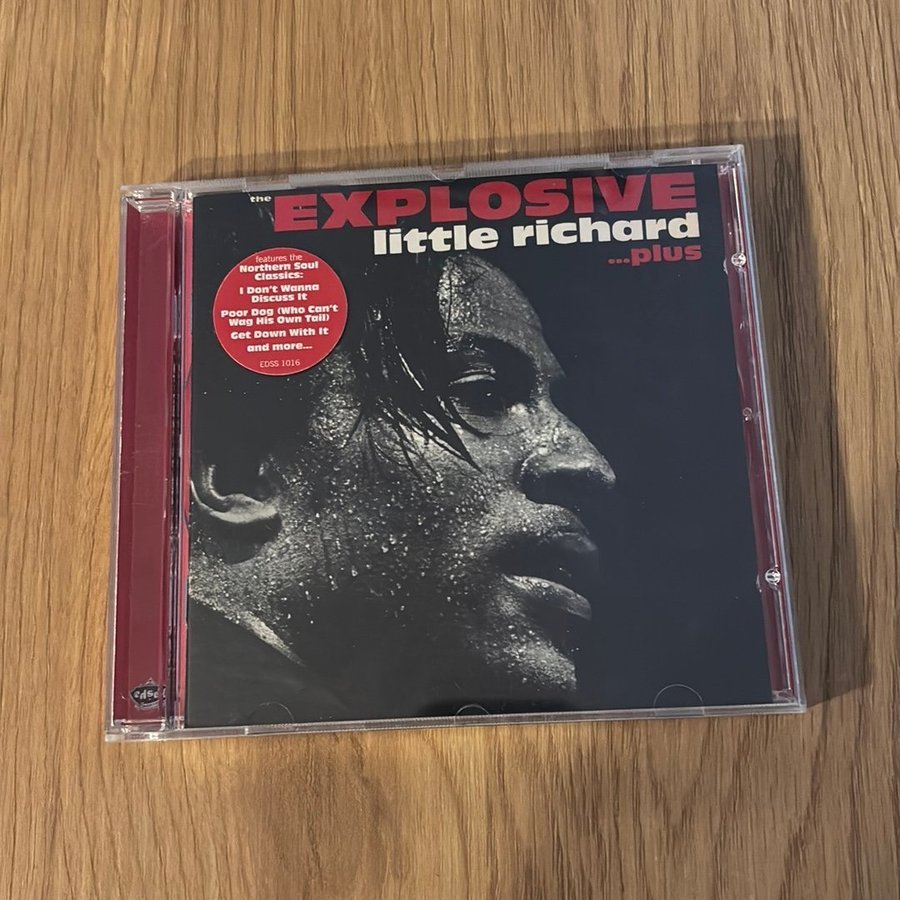 the EXPLOSIVE
little richard
...plus
features the
Northern Soul
Classics:
I Don't Wanna
Discuss It
Poor Dog (Who Can't
Wag His Own Tail)
Get Down With It
and more...
EDSS 1016
edsel